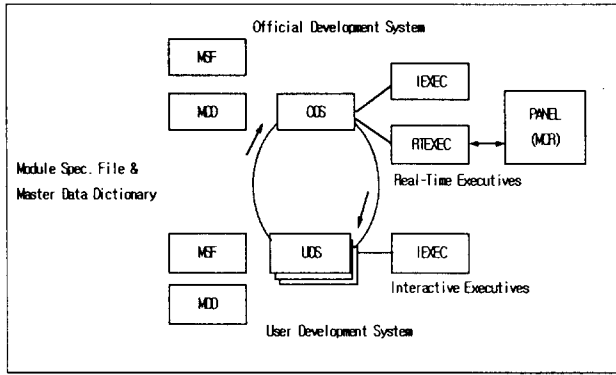 Official Development System
MSF
IEXEC
MDD
ODS
PANEL
(MCR)
RTEXEC
Module Spec. File &
Master Data Dictionary
Real-Time Executives
MSF
UDS
IEXEC
MDD
Interactive Executives
User Development System